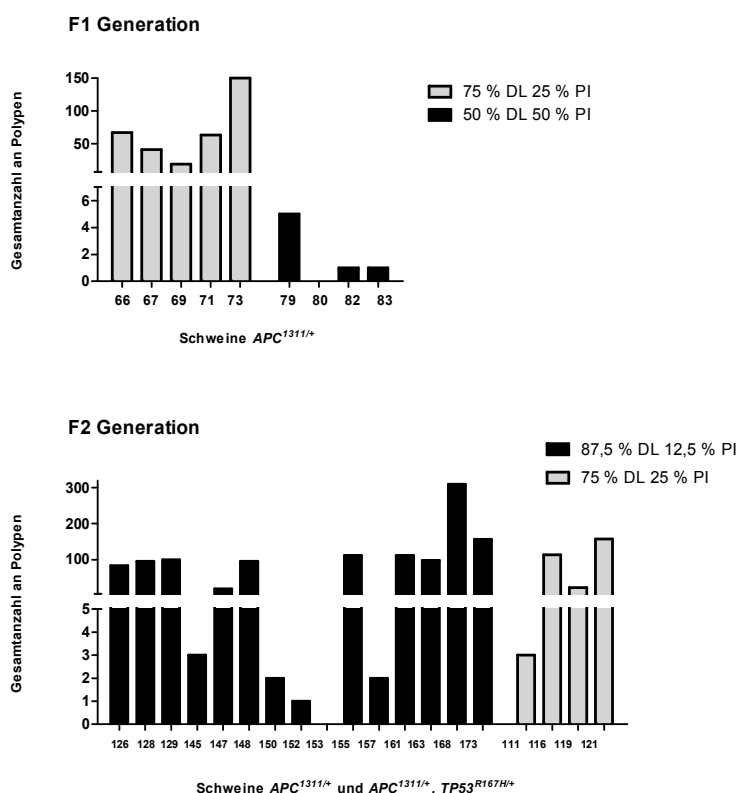 F1 Generation
Gesamtanzahl an Polypen
150
100
50
6
4
2
0
66 67 69 71 73 79 80 82 83
Schweine APC1311/+
75 % DL 25 % PI
50 % DL 50 % PI
F2 Generation
Gesamtanzahl an Polypen
300
200
100
5
4
3
2
1
0
126 128 129 145 147 148 150 152 153 155 157 161 163 168 173 111 116 119 121
Schweine APC1311/+ und APC1311/+, TP53R167H/+
87,5 % DL 12,5 % PI
75 % DL 25 % PI